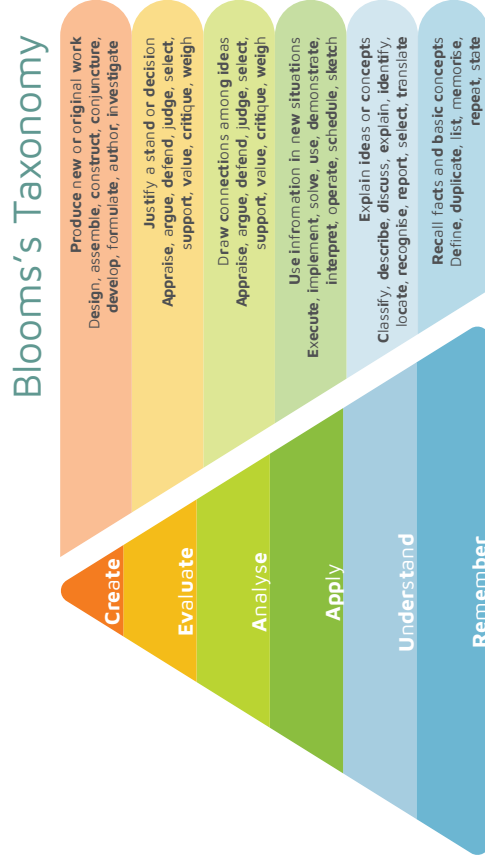 Blooms's Taxonomy
Create
Produce new or original work
Design, assemble, construct, conjuncture,
develop, formulate, author, investigate
Evaluate
Justify a stand or decision
Appraise, argue, defend, judge, select,
support, value, critique, weigh
Analyse
Draw connections among ideas
Appraise, argue, defend, judge, select,
support, value, critique, weigh
Apply
Use infromation in new situations
Execute, implement, solve, use, demonstrate,
interpret, operate, schedule, sketch
Understand
Explain ideas or concepts
Classify, describe, discuss, explain, identify,
locate, recognise, report, select, translate
Remember
Recall facts and basic concepts
Define, duplicate, list, memorise,
repeat, state